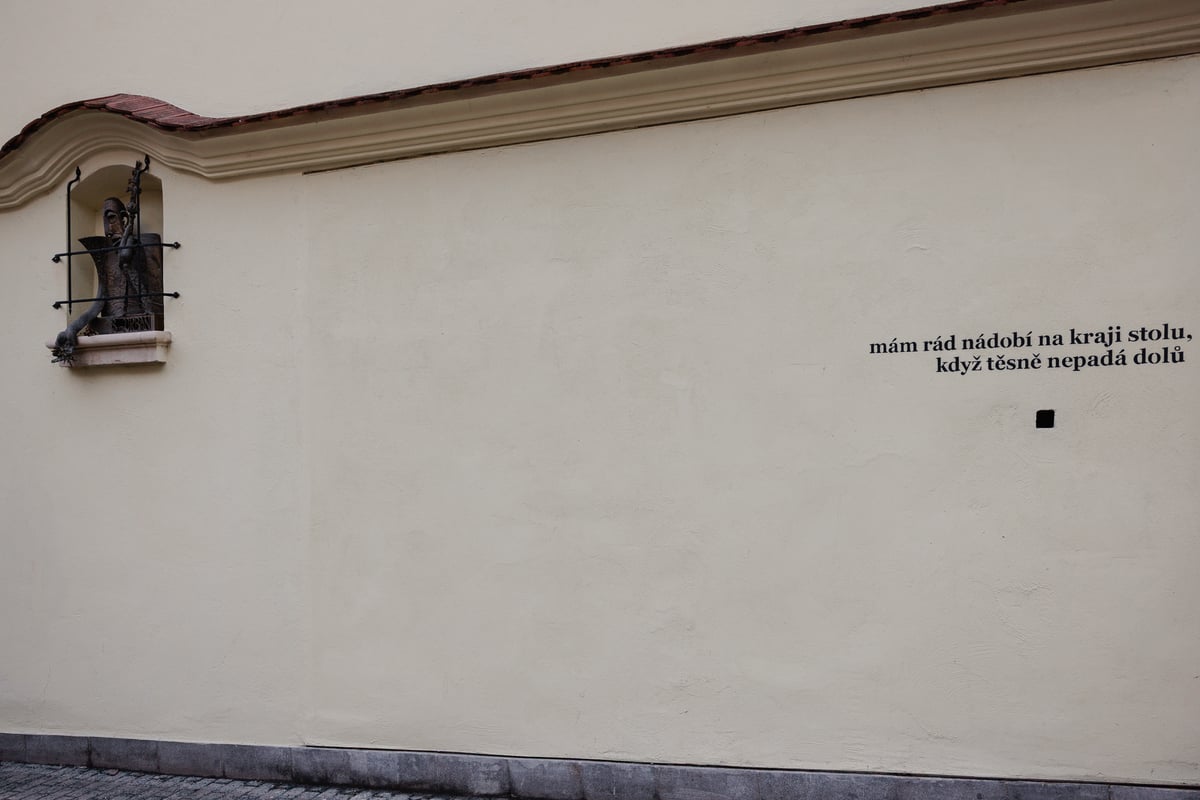 mám rád nádobí na kraji stolu,
když těsně nepadá dolů